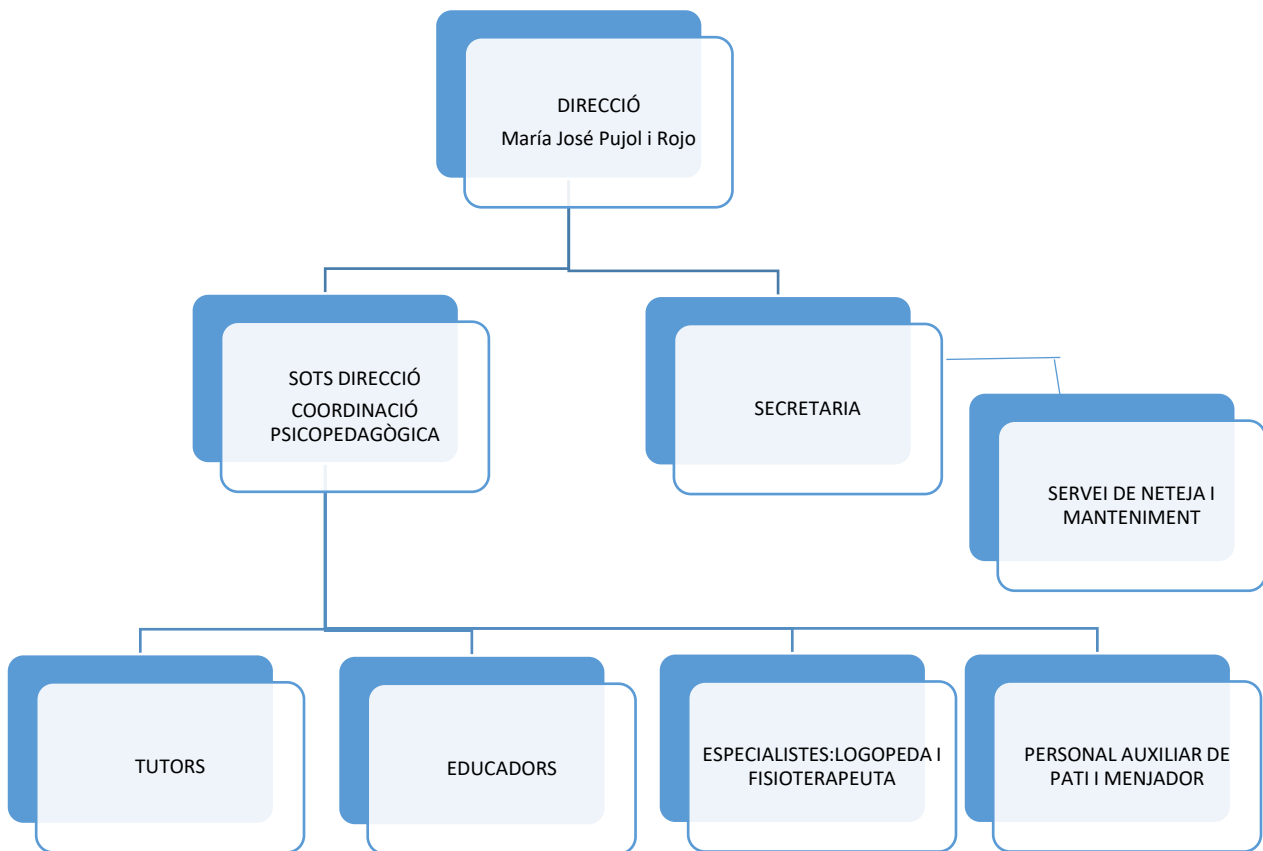 DIRECCIÓ
María José Pujol i Rojo
SOTS DIRECCIÓ
COORDINACIÓ
PSICOPEDAGÒGICA
SECRETARIA
SERVEI DE NETEJA I
MANTENIMENT
TUTORS
EDUCADORS
ESPECIALISTES:LOGOPEDA I
FISIOTERAPEUTA
PERSONAL AUXILIAR DE
PATI I MENJADOR